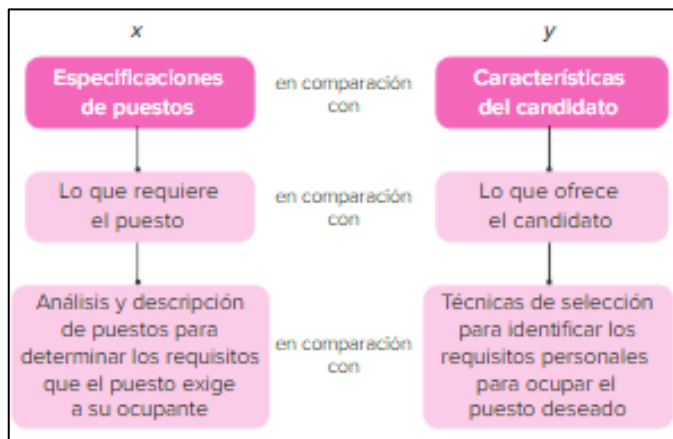 x
y
Especificaciones
de puestos
en comparación
con
Características
del candidato
Lo que requiere
el puesto
en comparación
con
Lo que ofrece
el candidato
Análisis y descripción
de puestos para
determinar los requisitos
que el puesto exige
a su ocupante
en comparación
con
Técnicas de selección
para identificar los
requisitos personales
para ocupar el
puesto deseado